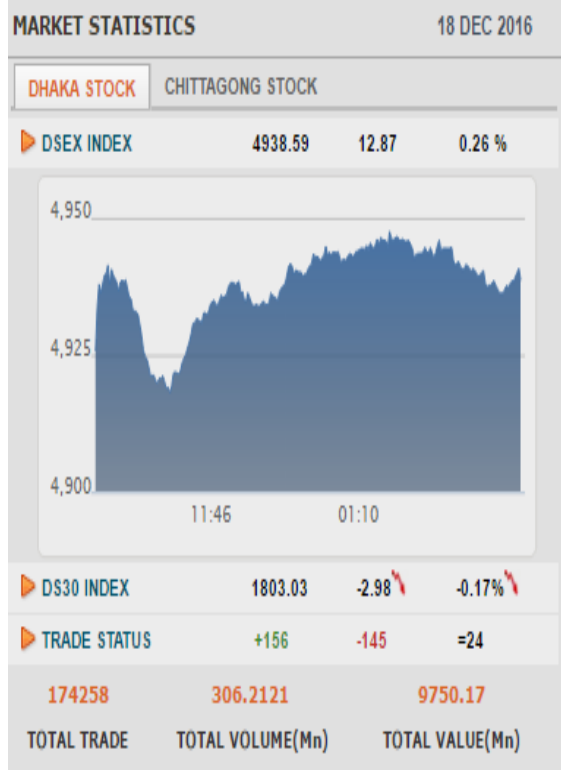 MARKET STATISTICS 18 DEC 2016
DHAKA STOCK CHITTAGONG STOCK
DSEX INDEX 4938.59 12.87 0.26 %
4,950
4,925
4,900
11:46 01:10
DS30 INDEX 1803.03 -2.98 -0.17%
TRADE STATUS +156 -145 =24
174258 306.2121 9750.17
TOTAL TRADE TOTAL VOLUME(Mn) TOTAL VALUE(Mn)